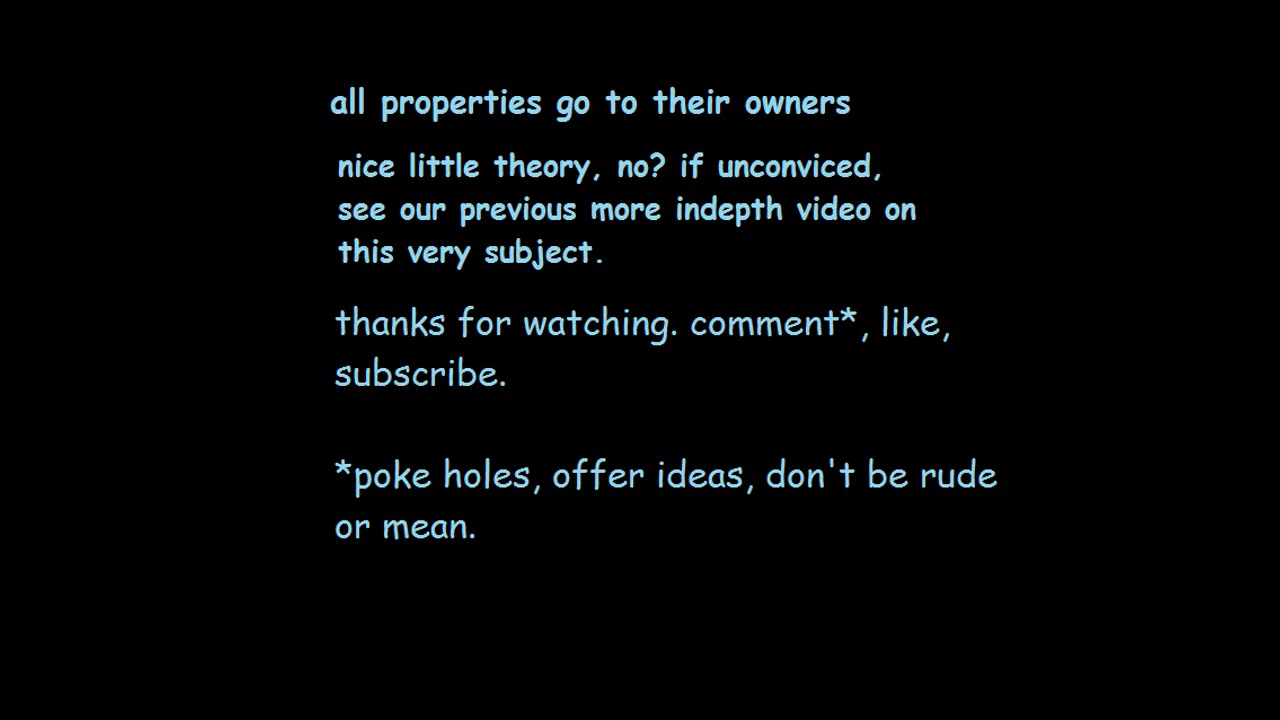 all properties go to their owners
nice little theory, no? if unconviced,
see our previous more indepth video on
this very subject.
thanks for watching. comment*, like,
subscribe.
*poke holes, offer ideas, don't be rude
or mean.